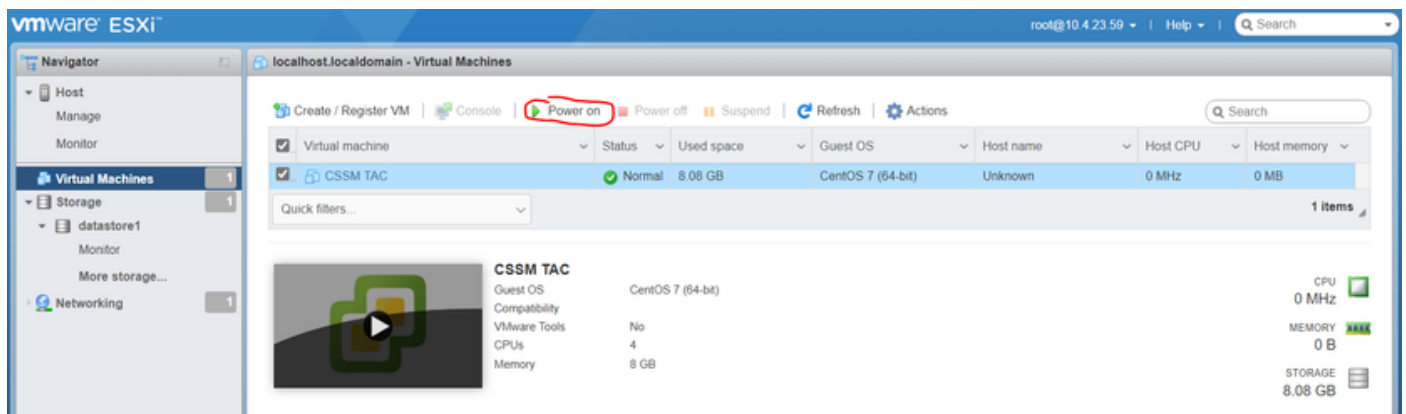 vmware ESXi™
root@10.4.23.59 | Help | Search
Navigator
localhost.localdomain - Virtual Machines
Host
Manage
Monitor
Virtual Machines 1
Storage 1
datastore1
Monitor
More storage...
Networking 1
Create / Register VM | Console | Power on Power off Suspend | Refresh | Actions
Search
Virtual machine Status Used space Guest OS Host name Host CPU Host memory
CSSM TAC Normal 8.08 GB CentOS 7 (64-bit) Unknown 0 MHz 0 MB
Quick filters...
1 items
CSSM TAC
Guest OS CentOS 7 (64-bit)
Compatibility
VMware Tools No
CPUs 4
Memory 8 GB
CPU
0 MHz
MEMORY
0 B
STORAGE
8.08 GB